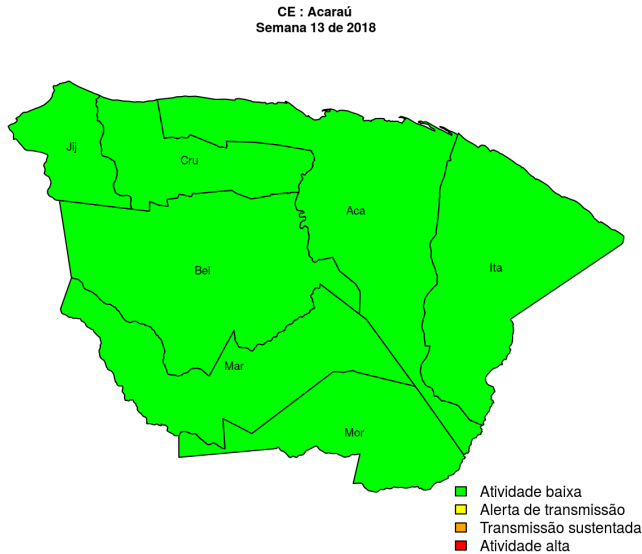 CE : Acaraú
Semana 13 de 2018
Jij
Cru
Aca
Bel
Ita
Mar
Mor
Atividade baixa
Alerta de transmissão
Transmissão sustentada
Atividade alta